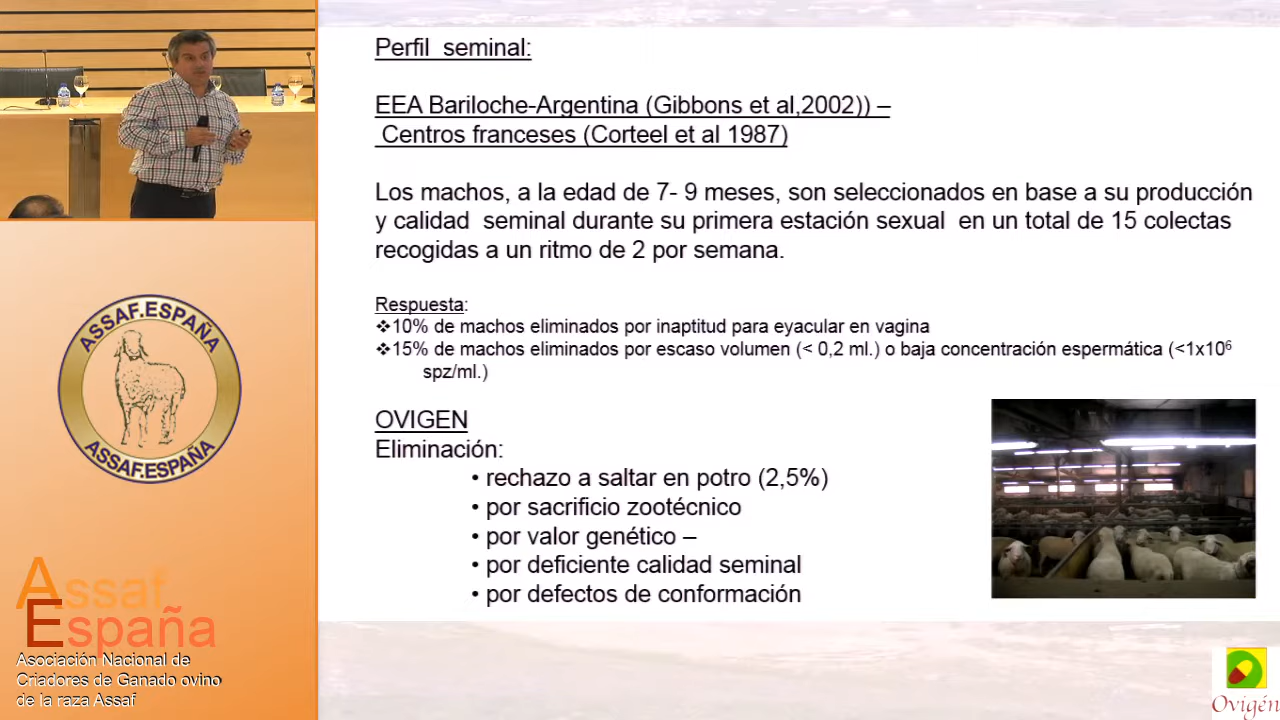 Perfil seminal:
EEA Bariloche-Argentina (Gibbons et al,2002)) –
Centros franceses (Corteel et al 1987)
Los machos, a la edad de 7- 9 meses, son seleccionados en base a su producción
y calidad seminal durante su primera estación sexual en un total de 15 colectas
recogidas a un ritmo de 2 por semana.
Respuesta:
❖10% de machos eliminados por inaptitud para eyacular en vagina
❖15% de machos eliminados por escaso volumen (< 0,2 ml.) o baja concentración espermática (<1x10⁶
spz/ml.)
OVIGEN
Eliminación:
• rechazo a saltar en potro (2,5%)
• por sacrificio zootécnico
• por valor genético –
• por deficiente calidad seminal
• por defectos de conformación
ASSAF.ESPAÑA
ASSAF.ESPAÑA
Assaf
España
Asociación Nacional de
Criadores de Ganado ovino
de la raza Assaf
Ovigén